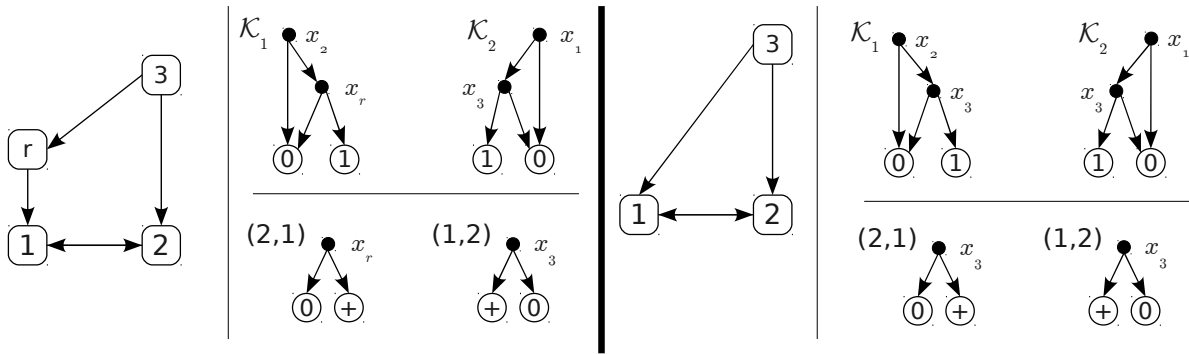 3
r
1 2
𝒦₁ x₂
x_r
0 1
𝒦₂ x₁
x₃
1 0
(2,1) x_r
0 +
(1,2) x₃
+ 0
3
1 2
𝒦₁ x₂
x₃
0 1
𝒦₂ x₁
x₃
1 0
(2,1) x₃
0 +
(1,2) x₃
+ 0